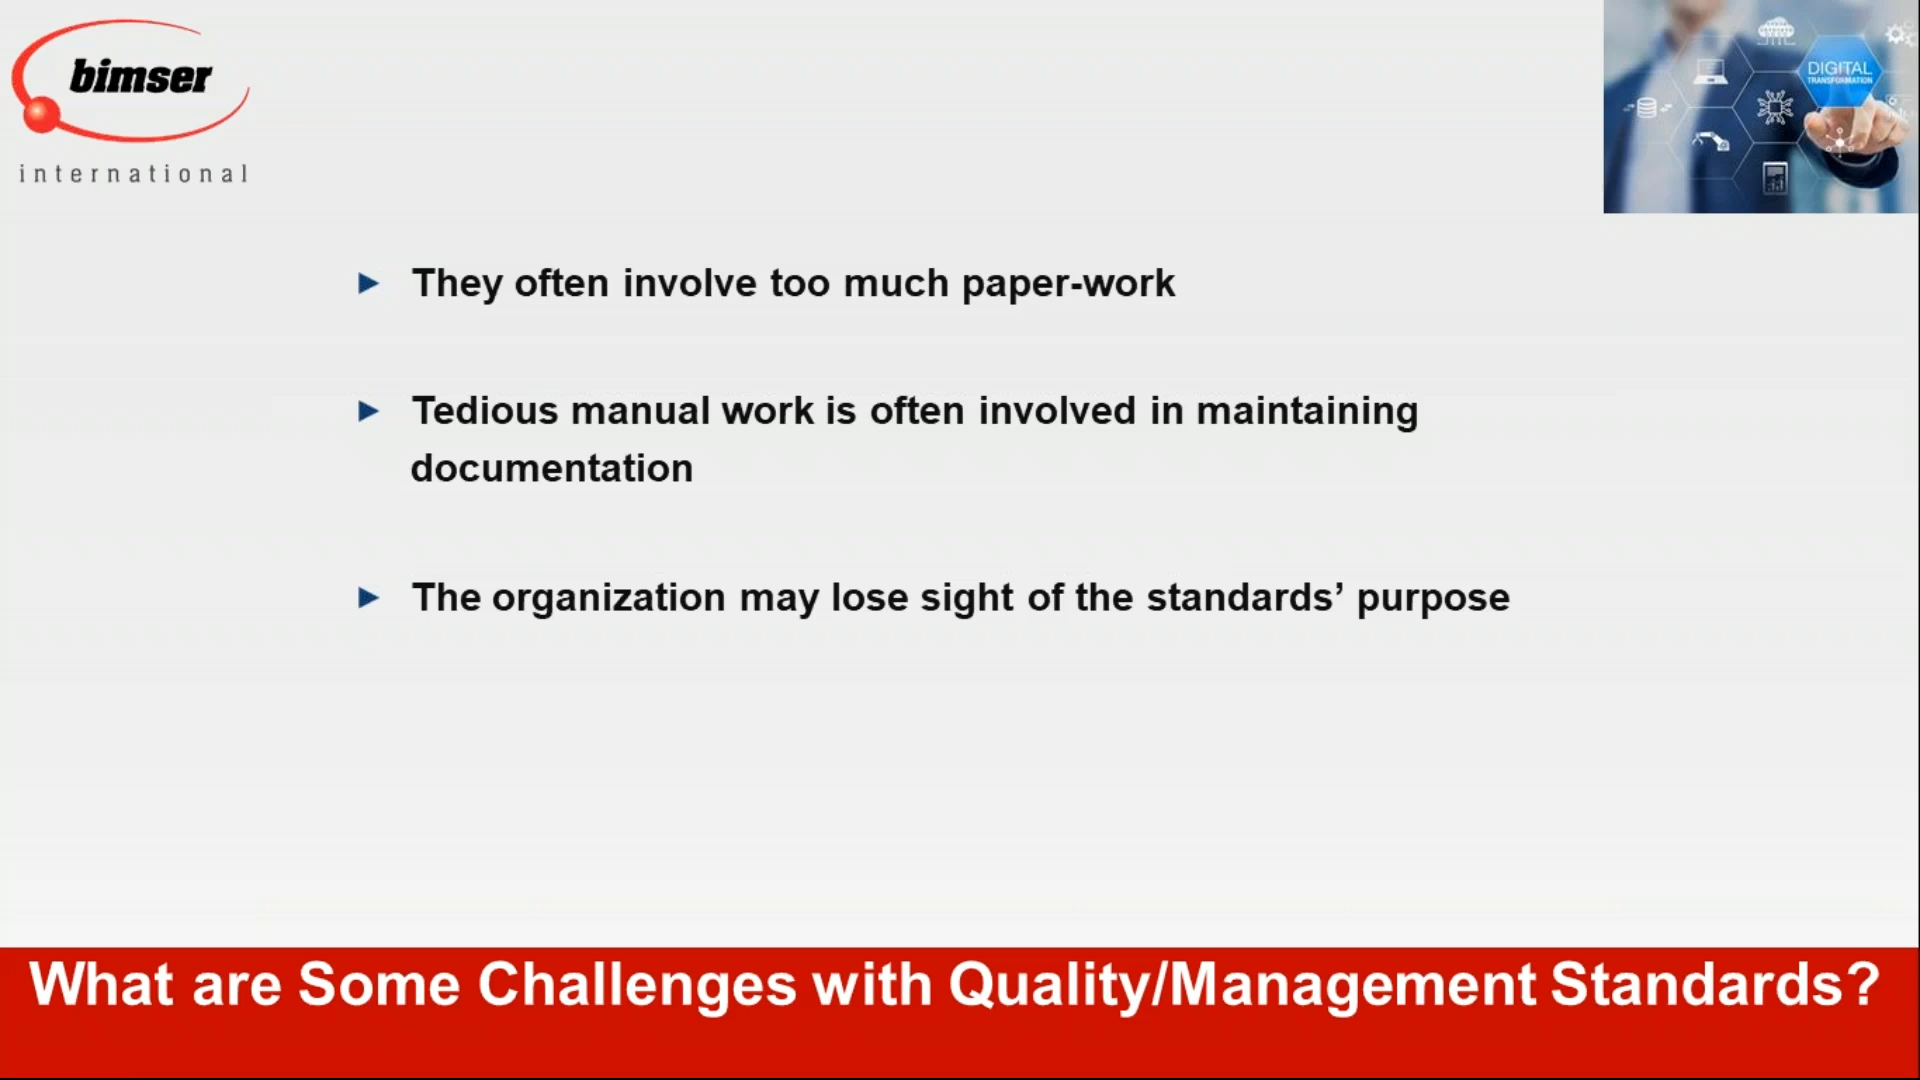 bimser
international
DIGITAL
TRANSFORMATION
They often involve too much paper-work
Tedious manual work is often involved in maintaining
documentation
The organization may lose sight of the standards’ purpose
What are Some Challenges with Quality/Management Standards?